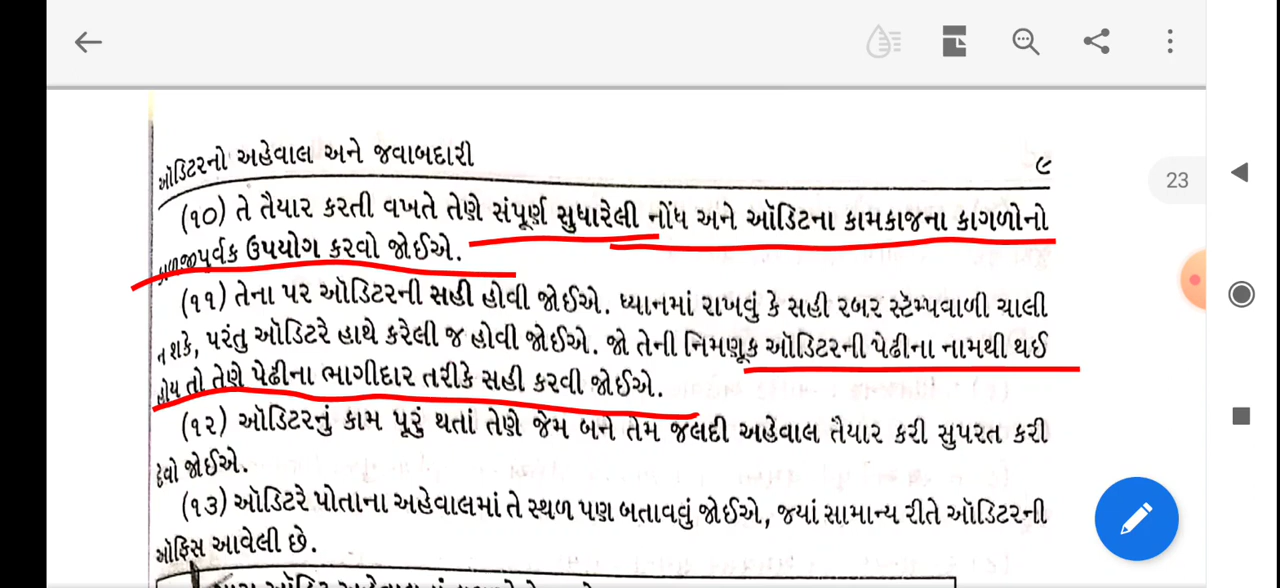 ઑડિટરનો અહેવાલ અને જવાબદારી ૯
23
(૧૦) તે તૈયાર કરતી વખતે તેણે સંપૂર્ણ સુધારેલી નોંધ અને ઑડિટના કામકાજના કાગળોનો
કાળજીપૂર્વક ઉપયોગ કરવો જોઈએ.
(૧૧) તેના પર ઑડિટરની સહી હોવી જોઈએ. ધ્યાનમાં રાખવું કે સહી રબર સ્ટૅમ્પવાળી ચાલી
ન શકે, પરંતુ ઑડિટરે હાથે કરેલી જ હોવી જોઈએ. જો તેની નિમણૂક ઑડિટરની પેઢીના નામથી થઈ
હોય તો તેણે પેઢીના ભાગીદાર તરીકે સહી કરવી જોઈએ.
(૧૨) ઑડિટરનું કામ પૂરું થતાં તેણે જેમ બને તેમ જલદી અહેવાલ તૈયાર કરી સુપરત કરી
દેવો જોઈએ.
(૧૩) ઑડિટરે પોતાના અહેવાલમાં તે સ્થળ પણ બતાવવું જોઈએ, જ્યાં સામાન્ય રીતે ઑડિટરની
ઑફિસ આવેલી છે.